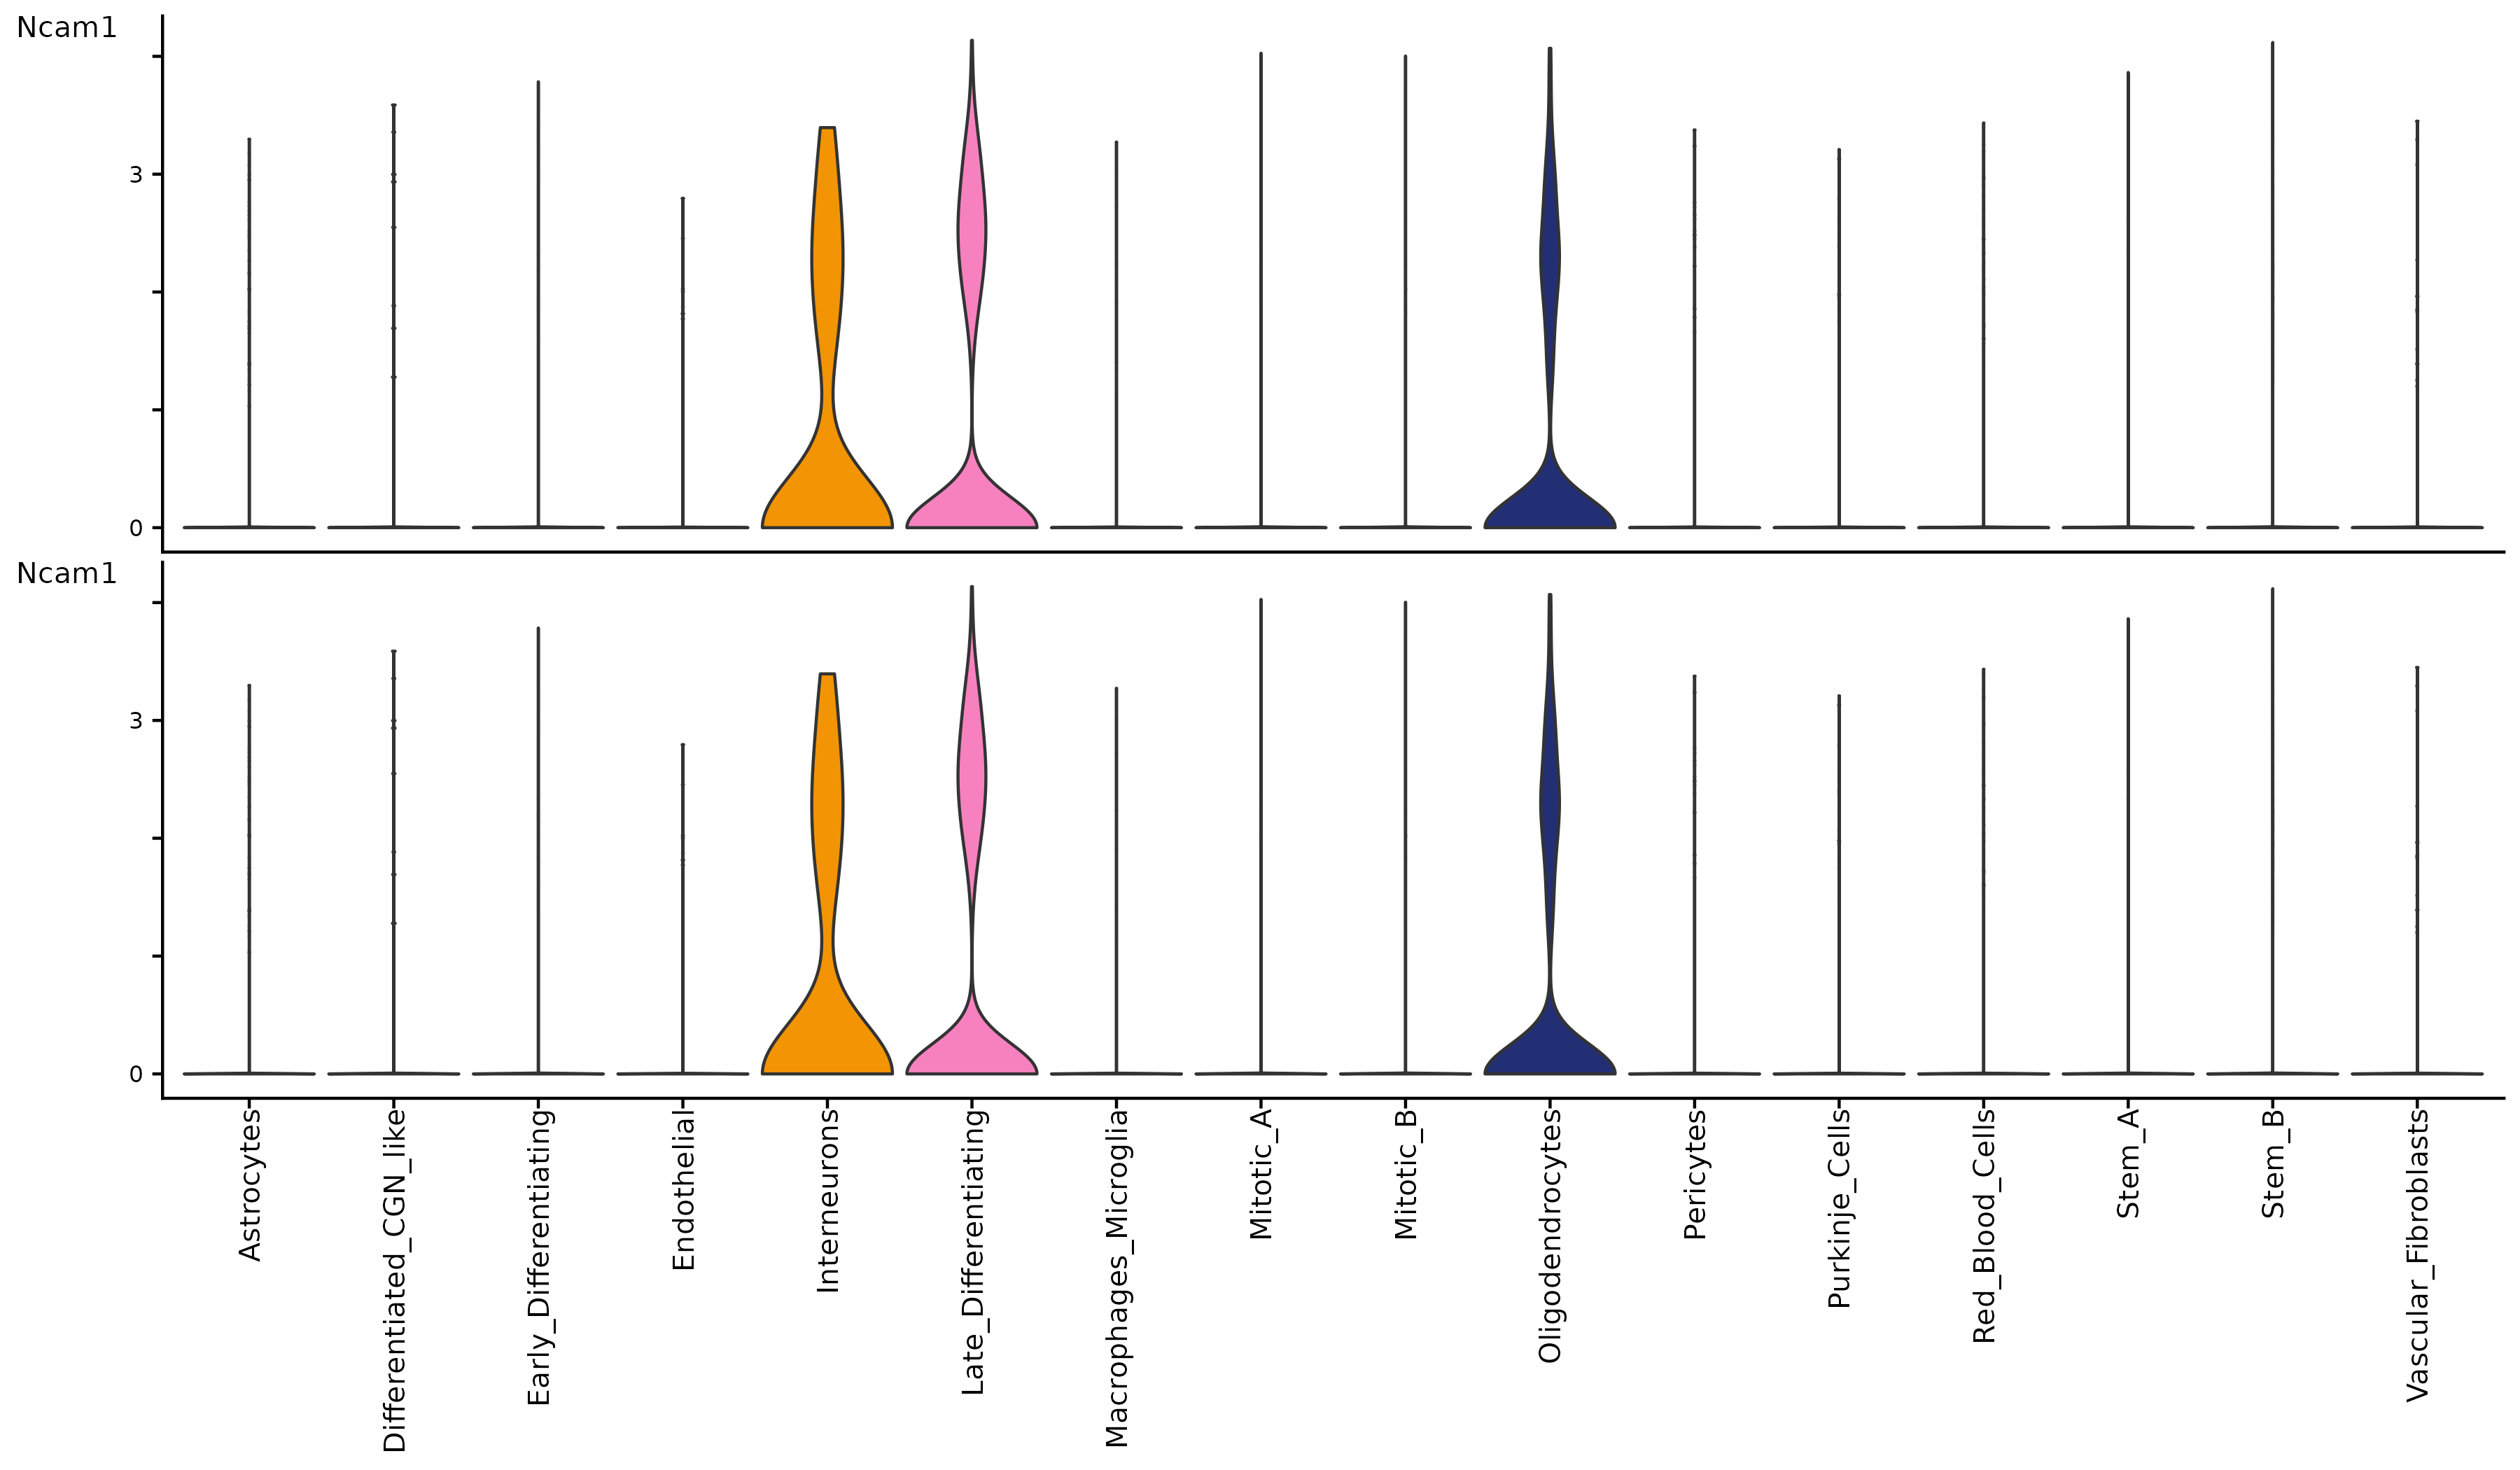 Ncam1
3
0
Ncam1
3
0
Astrocytes
Differentiated_CGN_like
Early_Differentiating
Endothelial
Interneurons
Late_Differentiating
Macrophages_Microglia
Mitotic_A
Mitotic_B
Oligodendrocytes
Pericytes
Purkinje_Cells
Red_Blood_Cells
Stem_A
Stem_B
Vascular_Fibroblasts